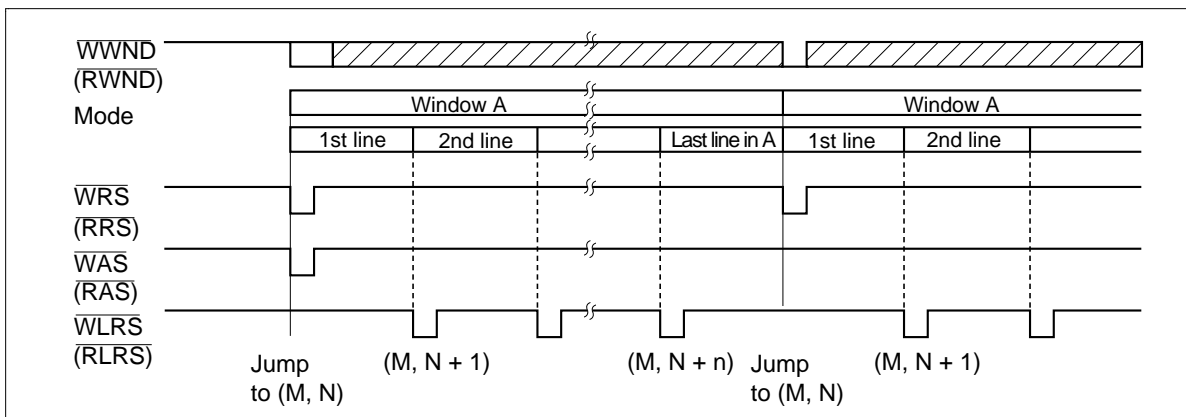 WWND
(RWND)
Mode
Window A Window A
1st line 2nd line Last line in A 1st line 2nd line
WRS
(RRS)
WAS
(RAS)
WLRS
(RLRS)
Jump
to (M, N)
(M, N + 1)
(M, N + n)
Jump
to (M, N)
(M, N + 1)